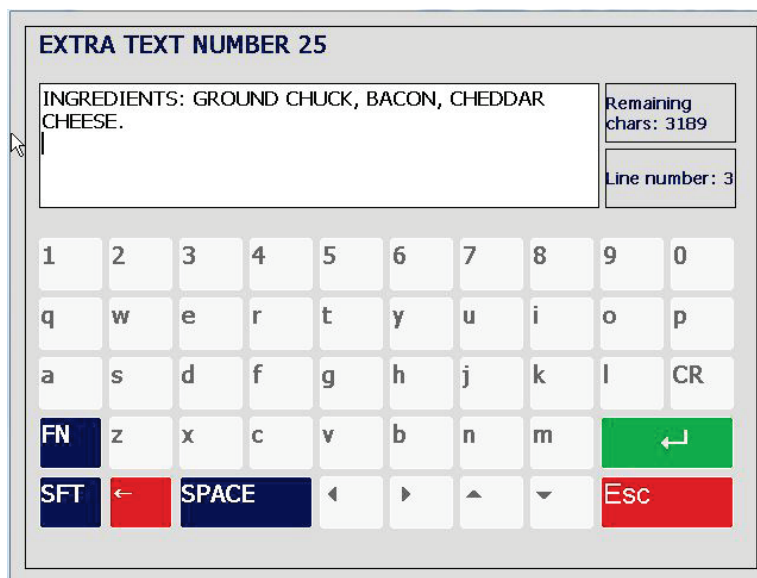 EXTRA TEXT NUMBER 25
INGREDIENTS: GROUND CHUCK, BACON, CHEDDAR
CHEESE.
Remaining
chars: 3189
Line number: 3
1 2 3 4 5 6 7 8 9 0
q w e r t y u i o p
a s d f g h j k l CR
FN z x c v b n m ↵
SFT ← SPACE ◀ ▶ ▲ ▼ Esc